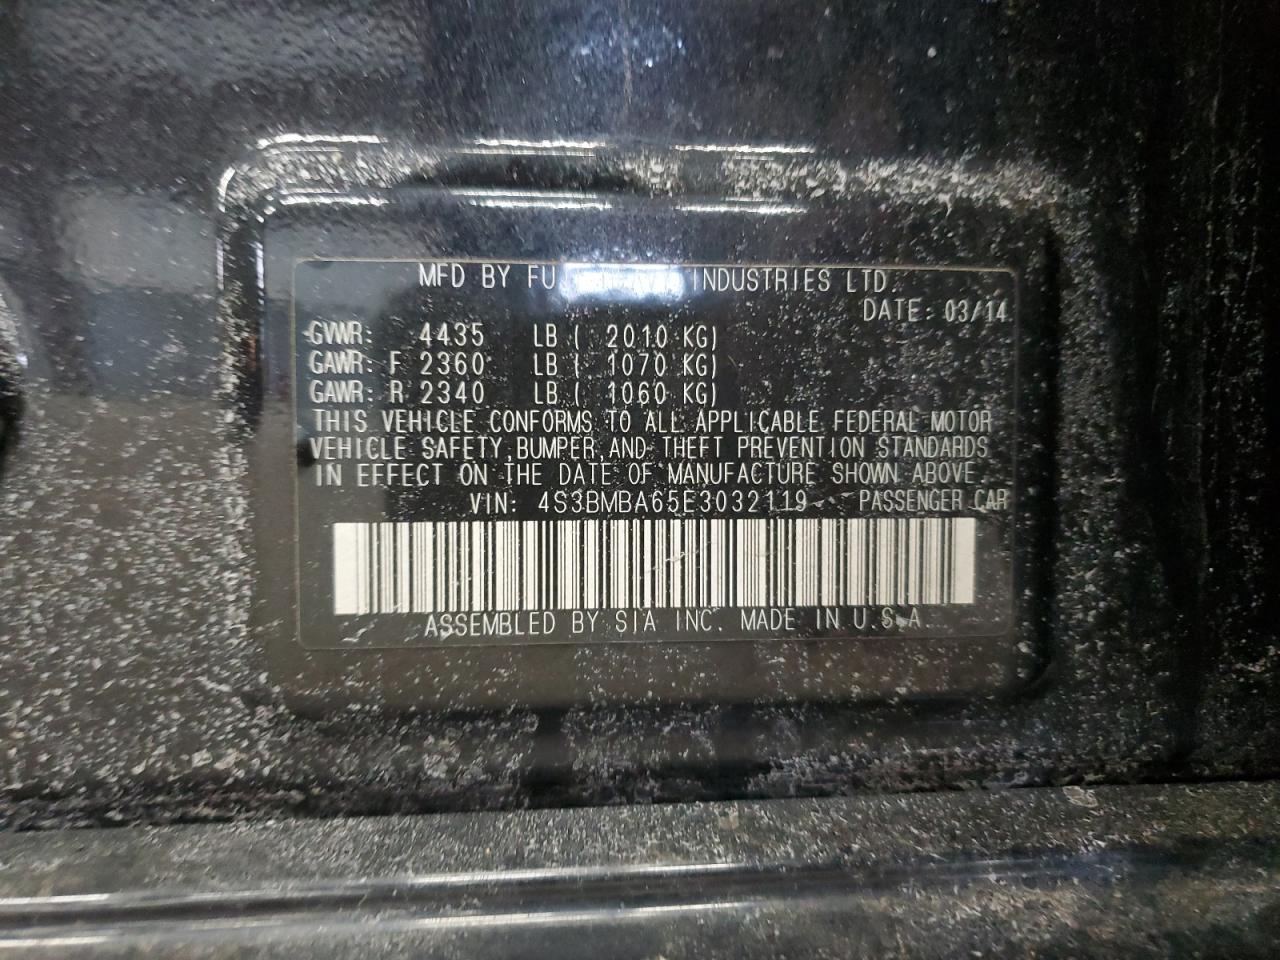 MFD BY INDUSTRIES LTD.
DATE: 03/14
GVWR: 4435 LB ( 2010 KG)
GAWR: F 2360 LB ( 1070 KG)
GAWR: R 2340 LB ( 1060 KG)
THIS VEHICLE CONFORMS TO ALL APPLICABLE FEDERAL MOTOR
VEHICLE SAFETY, BUMPER, AND THEFT PREVENTION STANDARDS
IN EFFECT ON THE DATE OF MANUFACTURE SHOWN ABOVE.
VIN: 4S3BMBA65E3032119 PASSENGER CAR
ASSEMBLED BY SIA INC. MADE IN U.S.A.